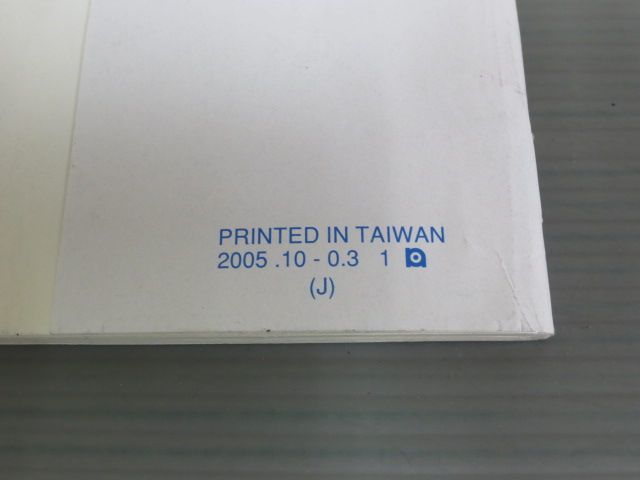 PRINTED IN TAIWAN
2005 .10 - 0.3 1
(J)